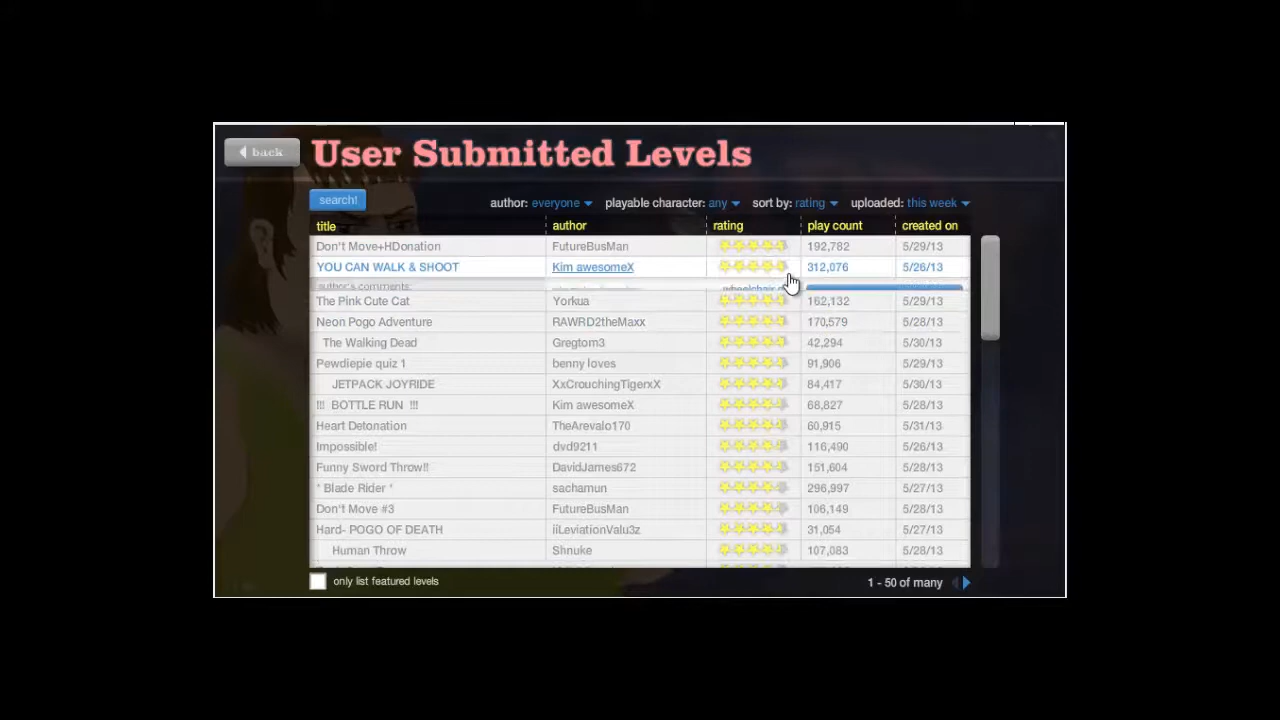 back
User Submitted Levels
search! author: everyone playable character: any sort by: rating uploaded: this week
title author rating play count created on
Don't Move+HDonation FutureBusMan 192,782 5/29/13
YOU CAN WALK & SHOOT Kim awesomeX 312,076 5/26/13
author's comments: wheelchair
The Pink Cute Cat Yorkua 162,132 5/29/13
Neon Pogo Adventure RAWRD2theMaxx 170,579 5/28/13
The Walking Dead Gregtom3 42,294 5/30/13
Pewdiepie quiz 1 benny loves 91,906 5/29/13
JETPACK JOYRIDE XxCrouchingTigerxX 84,417 5/30/13
!!! BOTTLE RUN !!! Kim awesomeX 68,827 5/28/13
Heart Detonation TheArevalo170 60,915 5/31/13
Impossible! dvd9211 116,490 5/26/13
Funny Sword Throw!! DavidJames672 151,604 5/28/13
* Blade Rider * sachamun 296,997 5/27/13
Don't Move #3 FutureBusMan 106,149 5/28/13
Hard- POGO OF DEATH iiLeviationValu3z 31,054 5/27/13
Human Throw Shnuke 107,083 5/28/13
only list featured levels 1 - 50 of many